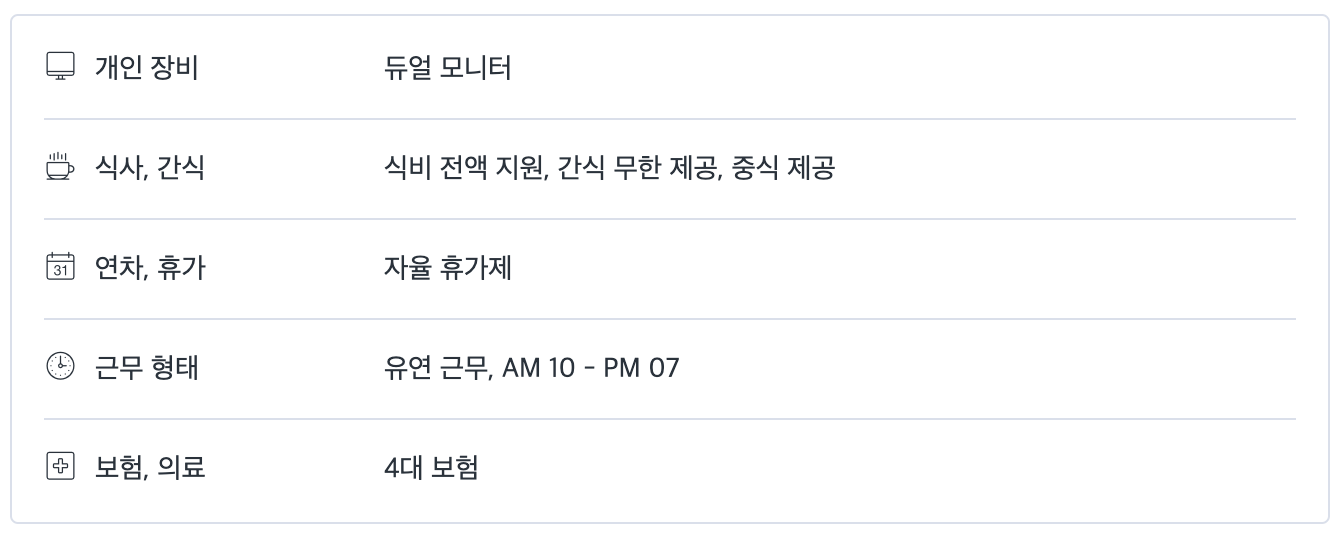 개인 장비 듀얼 모니터
식사, 간식 식비 전액 지원, 간식 무한 제공, 중식 제공
31 연차, 휴가 자율 휴가제
근무 형태 유연 근무, AM 10 - PM 07
보험, 의료 4대 보험